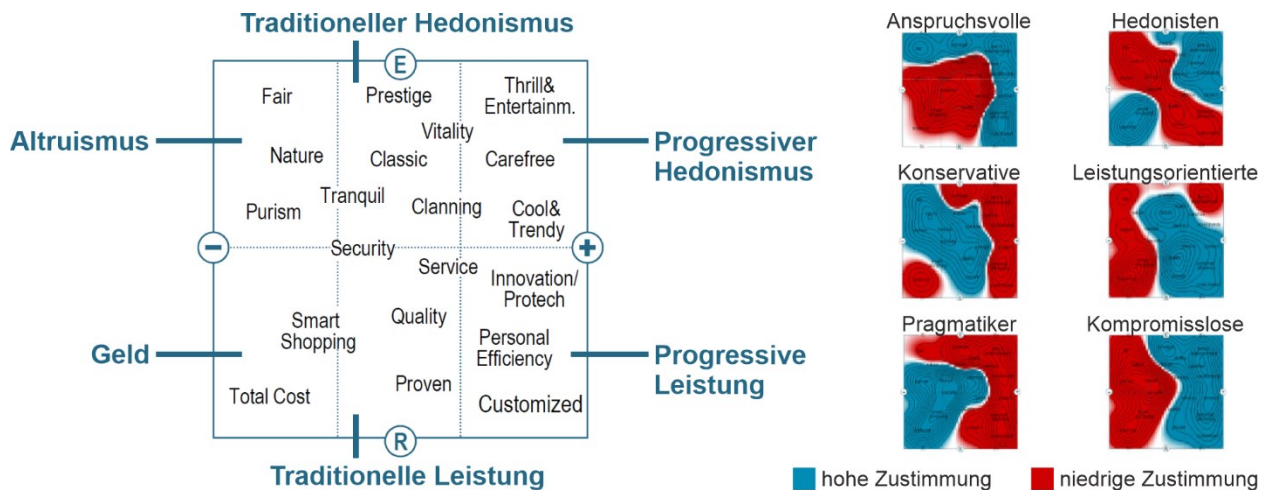 Traditioneller Hedonismus
E
Fair
Prestige
Thrill&
Entertainm.
Vitality
Altruismus
Progressiver
Hedonismus
Nature
Classic
Carefree
Tranquil
Purism
Clanning
Cool&
Trendy
−
Security
+
Service
Innovation/
Protech
Smart
Shopping
Quality
Geld
Personal
Efficiency
Progressive
Leistung
Total Cost
Proven
Customized
R
Traditionelle Leistung
Anspruchsvolle
Hedonisten
Konservative
Leistungsorientierte
Pragmatiker
Kompromisslose
hohe Zustimmung
niedrige Zustimmung